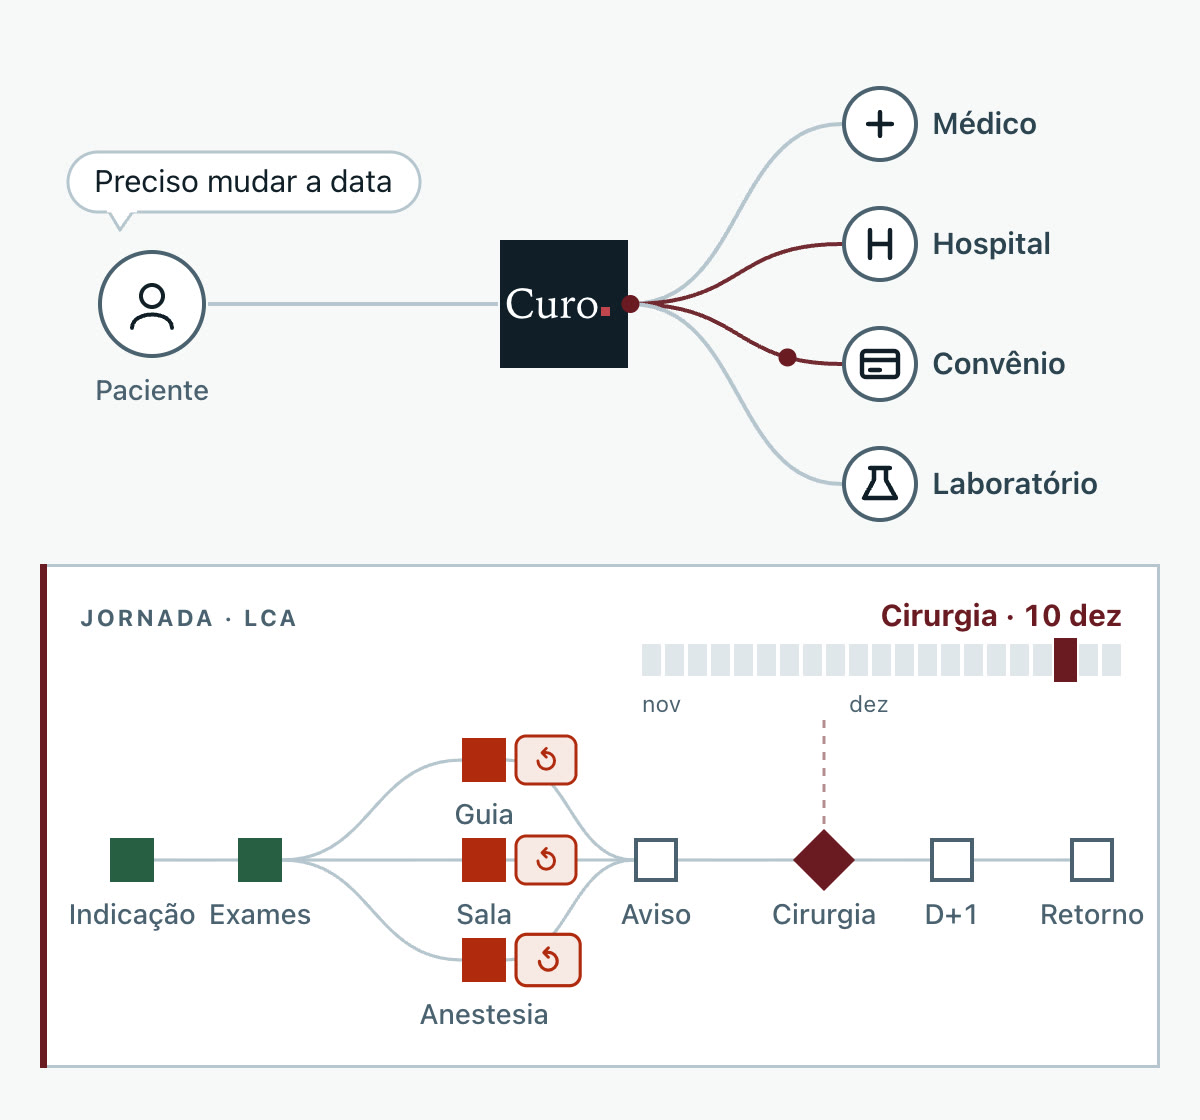 Médico
Preciso mudar a data
Hospital
Curo.
Convênio
Paciente
Laboratório
JORNADA · LCA
Cirurgia · 10 dez
nov
dez
Guia
Indicação
Exames
Sala
Aviso
Cirurgia
D+1
Retorno
Anestesia